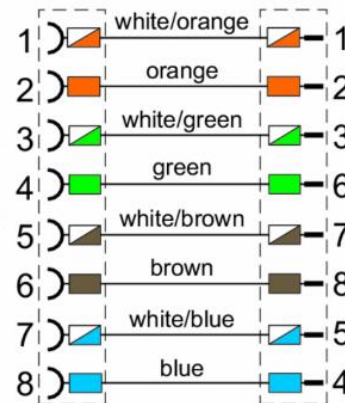 1 white/orange 1
2 orange 2
3 white/green 3
4 green 6
5 white/brown 7
6 brown 8
7 white/blue 5
8 blue 4